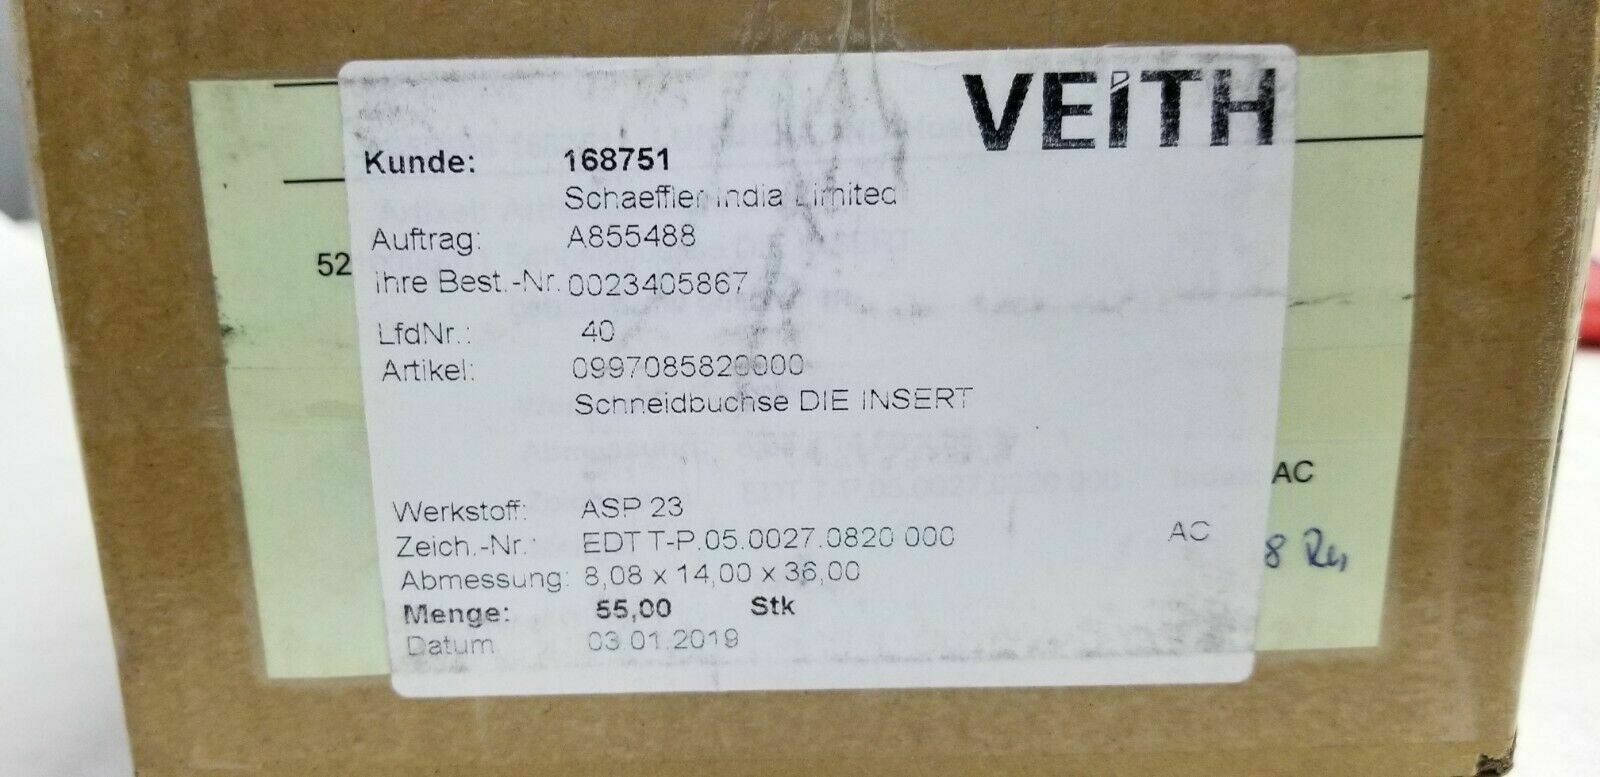 VEITH
Kunde: 168751
Schaeffler India Limited
Auftrag: A855488
52
Ihre Best.-Nr. 0023405867
LfdNr.: 40
Artikel: 0997085820000
Schneidbuchse DIE INSERT
AC
Werkstoff: ASP 23
Zeich.-Nr.: EDT T-P.05.0027.0820 000 AC
8
Abmessung: 8,08 x 14,00 x 36,00
Menge: 55,00 Stk
Datum 03.01.2019